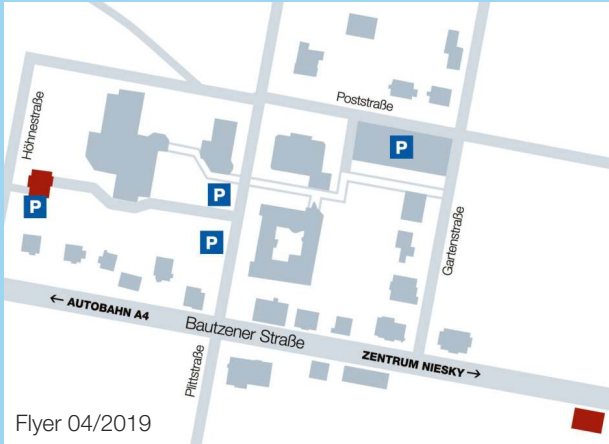 Poststraße
P
Höhnestraße
P
P
P
Gartenstraße
← AUTOBAHN A4
Bautzener Straße
ZENTRUM NIESKY →
Plittstraße
Flyer 04/2019